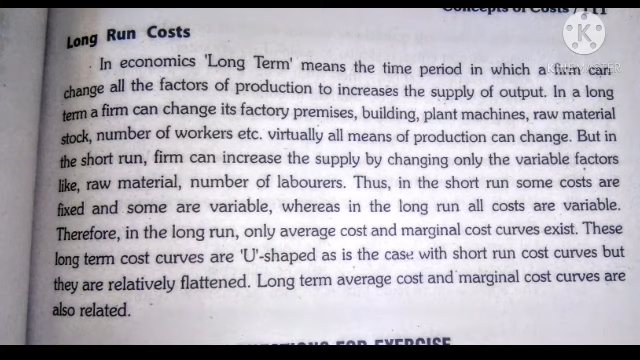 Concepts of Costs / 111
Long Run Costs
In economics 'Long Term' means the time period in which a firm can
change all the factors of production to increases the supply of output. In a long
term a firm can change its factory premises, building, plant machines, raw material
stock, number of workers etc. virtually all means of production can change. But in
the short run, firm can increase the supply by changing only the variable factors
like, raw material, number of labourers. Thus, in the short run some costs are
fixed and some are variable, whereas in the long run all costs are variable.
Therefore, in the long run, only average cost and marginal cost curves exist. These
long term cost curves are 'U'-shaped as is the case with short run cost curves but
they are relatively flattened. Long term average cost and marginal cost curves are
also related.
QUESTIONS FOR EXERCISE
KINEMASTER